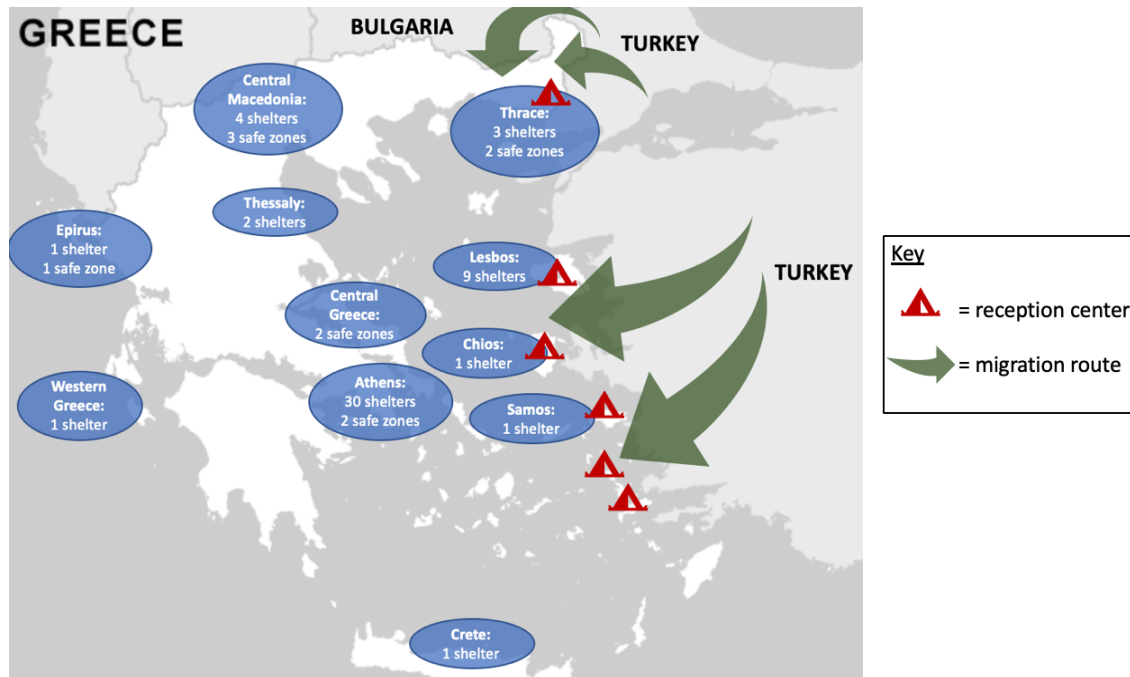 GREECE
BULGARIA
TURKEY
Central
Macedonia:
4 shelters
3 safe zones
Thrace:
3 shelters
2 safe zones
Thessaly:
2 shelters
Epirus:
1 shelter
1 safe zone
Lesbos:
9 shelters
TURKEY
Central
Greece:
2 safe zones
Chios:
1 shelter
Western
Greece:
1 shelter
Athens:
30 shelters
2 safe zones
Samos:
1 shelter
Crete:
1 shelter
Key
= reception center
= migration route